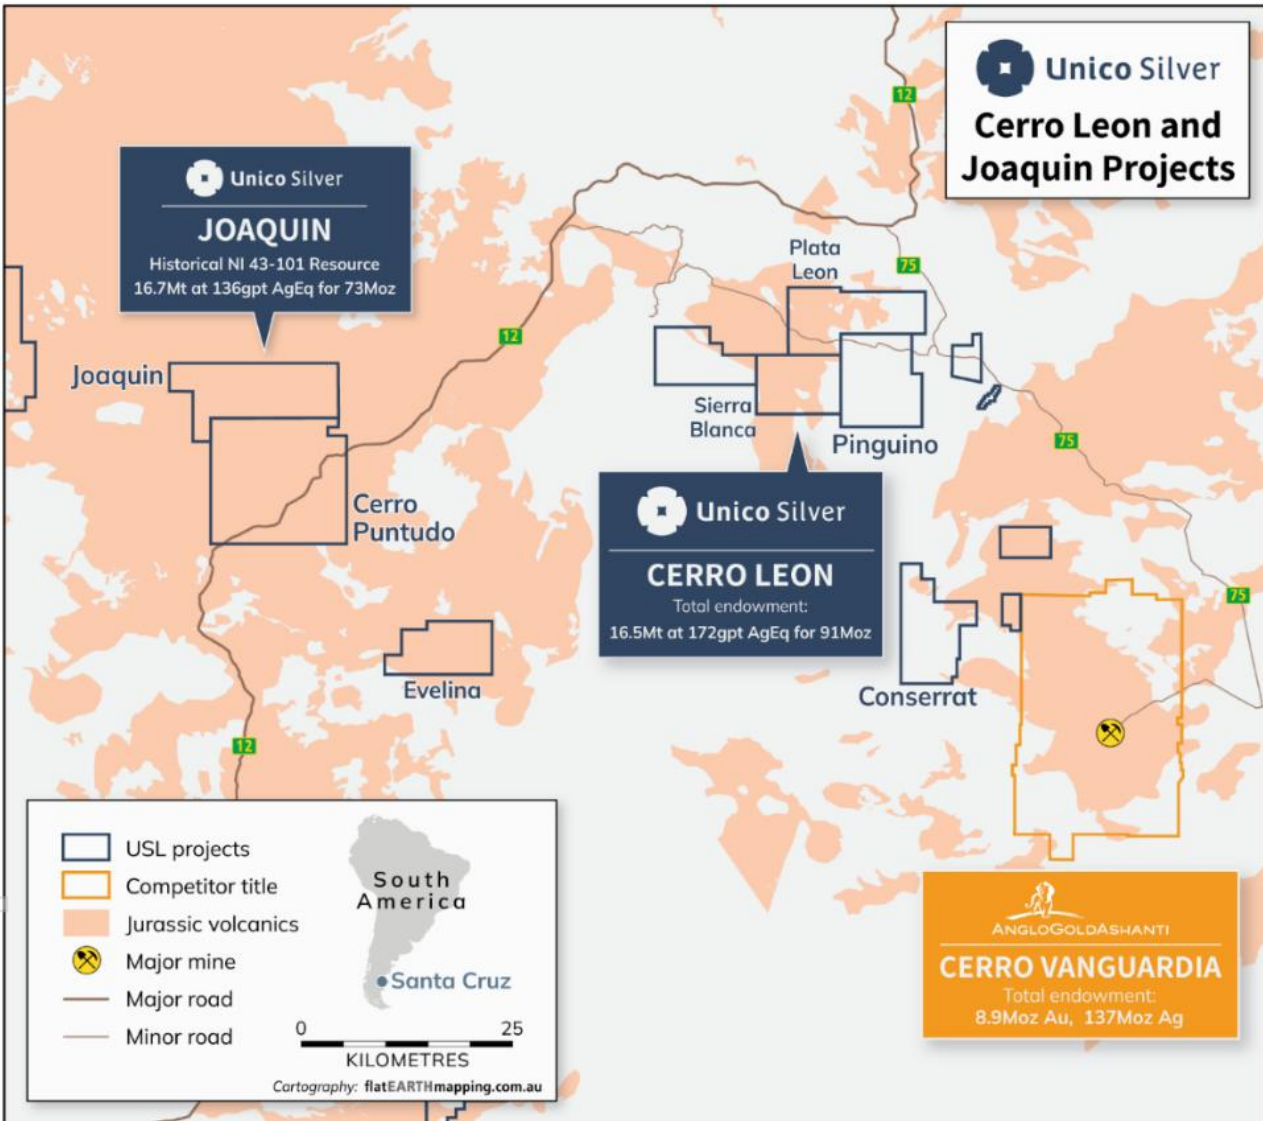 Unico Silver
Cerro Leon and
Joaquin Projects
12
Unico Silver
JOAQUIN
Historical NI 43-101 Resource
16.7Mt at 136gpt AgEq for 73Moz
Plata
Leon
75
12
Joaquin
Sierra
Blanca
Pinguino
75
Cerro
Puntudo
Unico Silver
CERRO LEON
Total endowment:
16.5Mt at 172gpt AgEq for 91Moz
75
Evelina
Conserrat
12
USL projects
Competitor title
Jurassic volcanics
Major mine
Major road
Minor road
South
America
Santa Cruz
0 25
KILOMETRES
Cartography: flatEARTHmapping.com.au
ANGLOGOLDASHANTI
CERRO VANGUARDIA
Total endowment:
8.9Moz Au, 137Moz Ag